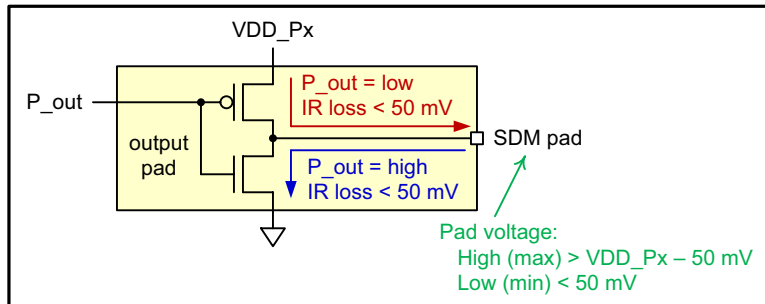 VDD_Px
P_out = low
IR loss < 50 mV
P_out
output
pad
SDM pad
P_out = high
IR loss < 50 mV
Pad voltage:
High (max) > VDD_Px – 50 mV
Low (min) < 50 mV